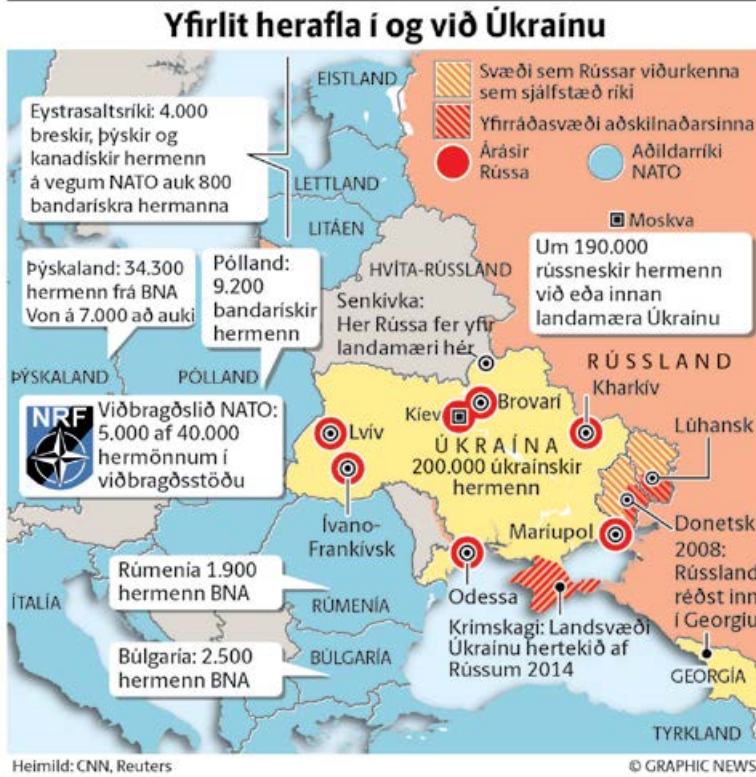 Yfirlit herafla í og við Úkraínu
EISTLAND
Svæði sem Rússar viðurkenna
sem sjálfstæð ríki
Yfirráðasvæði aðskilnaðarsinna
Árásir
Rússa
Aðildarríki
NATO
Eystrasaltsríki: 4.000
breskir, þýskir og
kanadískir hermenn
á vegum NATO auk 800
bandarískra hermanna
LETTLAND
LITÁEN
Moskva
Um 190.000
rússneskir hermenn
við eða innan
landamæra Úkraínu
Þýskaland: 34.300
hermenn frá BNA
Von á 7.000 að auki
Pólland:
9.200
bandarískir
hermenn
HVÍTA-RÚSSLAND
Senkivka:
Her Rússa fer yfir
landamæri hér
RÚSSLAND
ÞÝSKALAND
PÓLLAND
Kharkív
Brovarí
Kíev
NRF
Viðbragðslið NATO:
5.000 af 40.000
hermönnum í
viðbragðsstöðu
Lvív
ÚKRAÍNA
200.000 úkraínskir
hermenn
Lúhansk
Ívano-
Frankívsk
Maríupol
Donetsk
2008:
Rússland
réðst inn
í Georgíu
Rúmenía 1.900
hermenn BNA
ÍTALÍA
RÚMENÍA
Odessa
Krímskagi: Landsvæði
Úkraínu hertekið af
Rússum 2014
Búlgaría: 2.500
hermenn BNA
BÚLGARÍA
GEORGÍA
TYRKLAND
Heimild: CNN, Reuters
© GRAPHIC NEWS